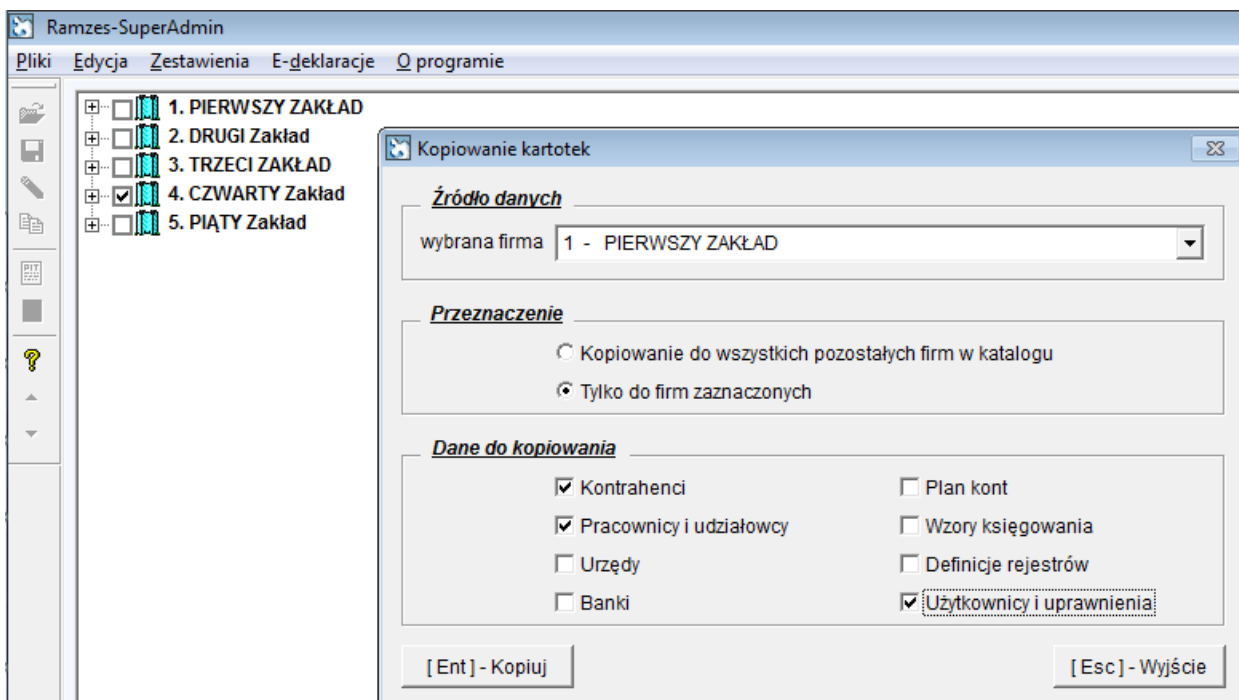 Ramzes-SuperAdmin
Pliki Edycja Zestawienia E-deklaracje O programie
1. PIERWSZY ZAKŁAD
2. DRUGI Zakład
3. TRZECI ZAKŁAD
4. CZWARTY Zakład
5. PIĄTY Zakład
PIT
Kopiowanie kartotek
Źródło danych
wybrana firma 1 - PIERWSZY ZAKŁAD
Przeznaczenie
Kopiowanie do wszystkich pozostałych firm w katalogu
Tylko do firm zaznaczonych
Dane do kopiowania
Kontrahenci Plan kont
Pracownicy i udziałowcy Wzory księgowania
Urzędy Definicje rejestrów
Banki Użytkownicy i uprawnienia
[ Ent ] - Kopiuj [ Esc ] - Wyjście